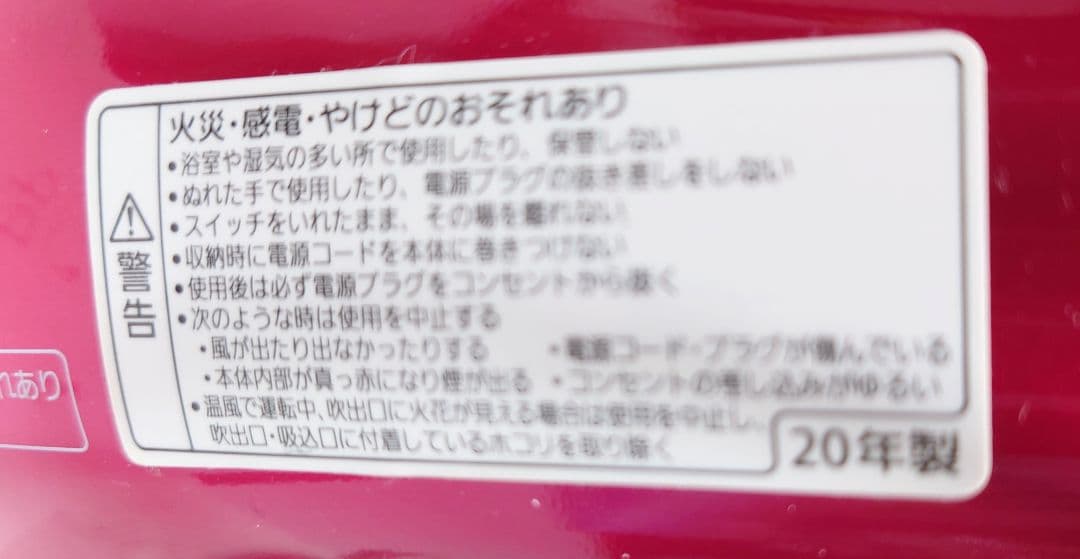 火災・感電・やけどのおそれあり
・浴室や湿気の多い所で使用したり、保管しない
・ぬれた手で使用したり、電源プラグの抜き差しをしない
・スイッチをいれたまま、その場を離れない
・収納時に電源コードを本体に巻きつけない
・使用後は必ず電源プラグをコンセントから抜く
・次のような時は使用を中止する
・風が出たり出なかったりする ・電源コード・プラグが傷んでいる
・本体内部が真っ赤になり煙が出る ・コンセントの差し込みがゆるい
・温風で運転中、吹出口に火花が見える場合は使用を中止し、
吹出口・吸込口に付着しているホコリを取り除く
警告
20年製
れあり